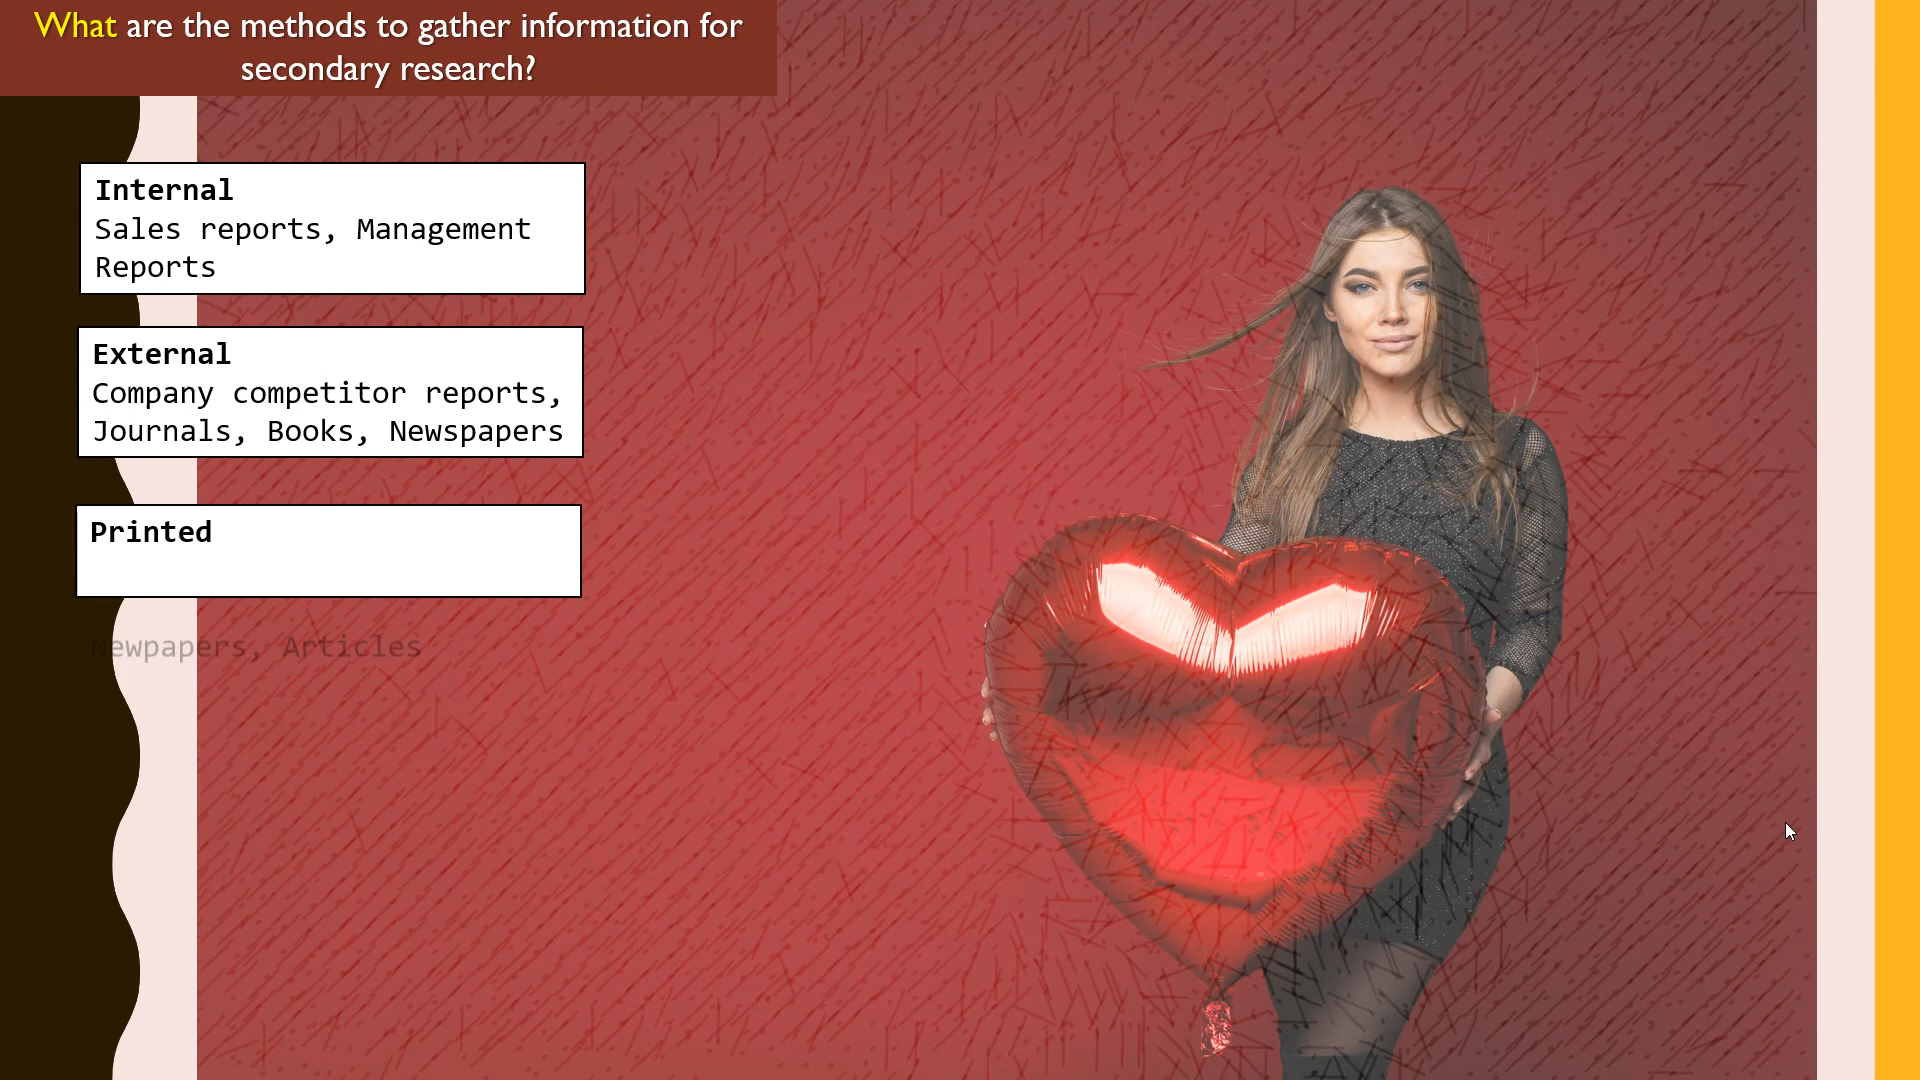 What are the methods to gather information for
secondary research?
Internal
Sales reports, Management
Reports
External
Company competitor reports,
Journals, Books, Newspapers
Printed
Newpapers, Articles